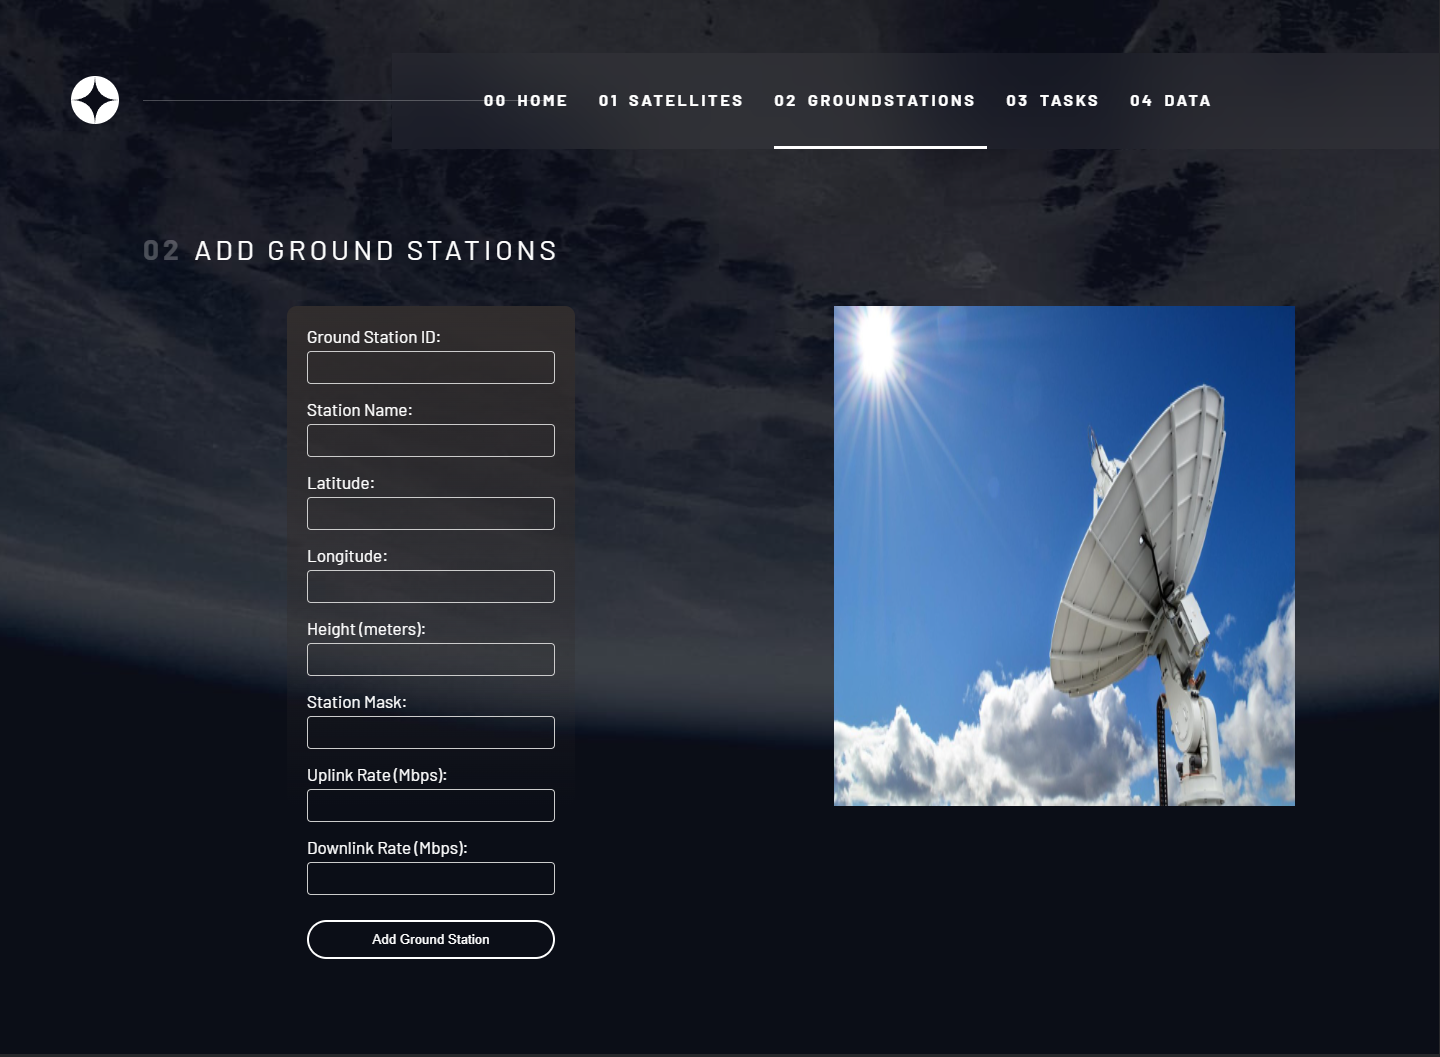 00 HOME 01 SATELLITES 02 GROUNDSTATIONS 03 TASKS 04 DATA
02 ADD GROUND STATIONS
Ground Station ID:
Station Name:
Latitude:
Longitude:
Height (meters):
Station Mask:
Uplink Rate (Mbps):
Downlink Rate (Mbps):
Add Ground Station